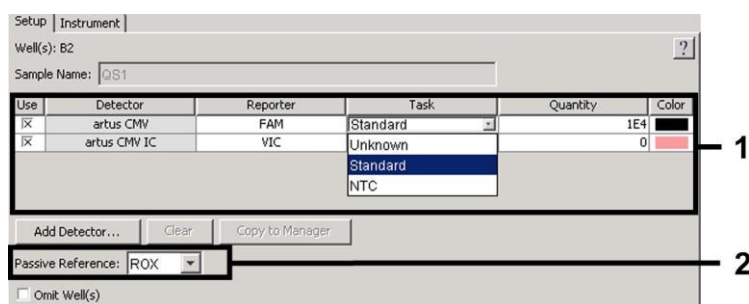 Setup Instrument
Well(s): B2
?
Sample Name: QS1
Use Detector Reporter Task Quantity Color
artus CMV FAM Standard 1E4
artus CMV IC VIC Unknown 0
Standard
NTC
1
Add Detector... Clear Copy to Manager
Passive Reference: ROX
2
Omit Well(s)